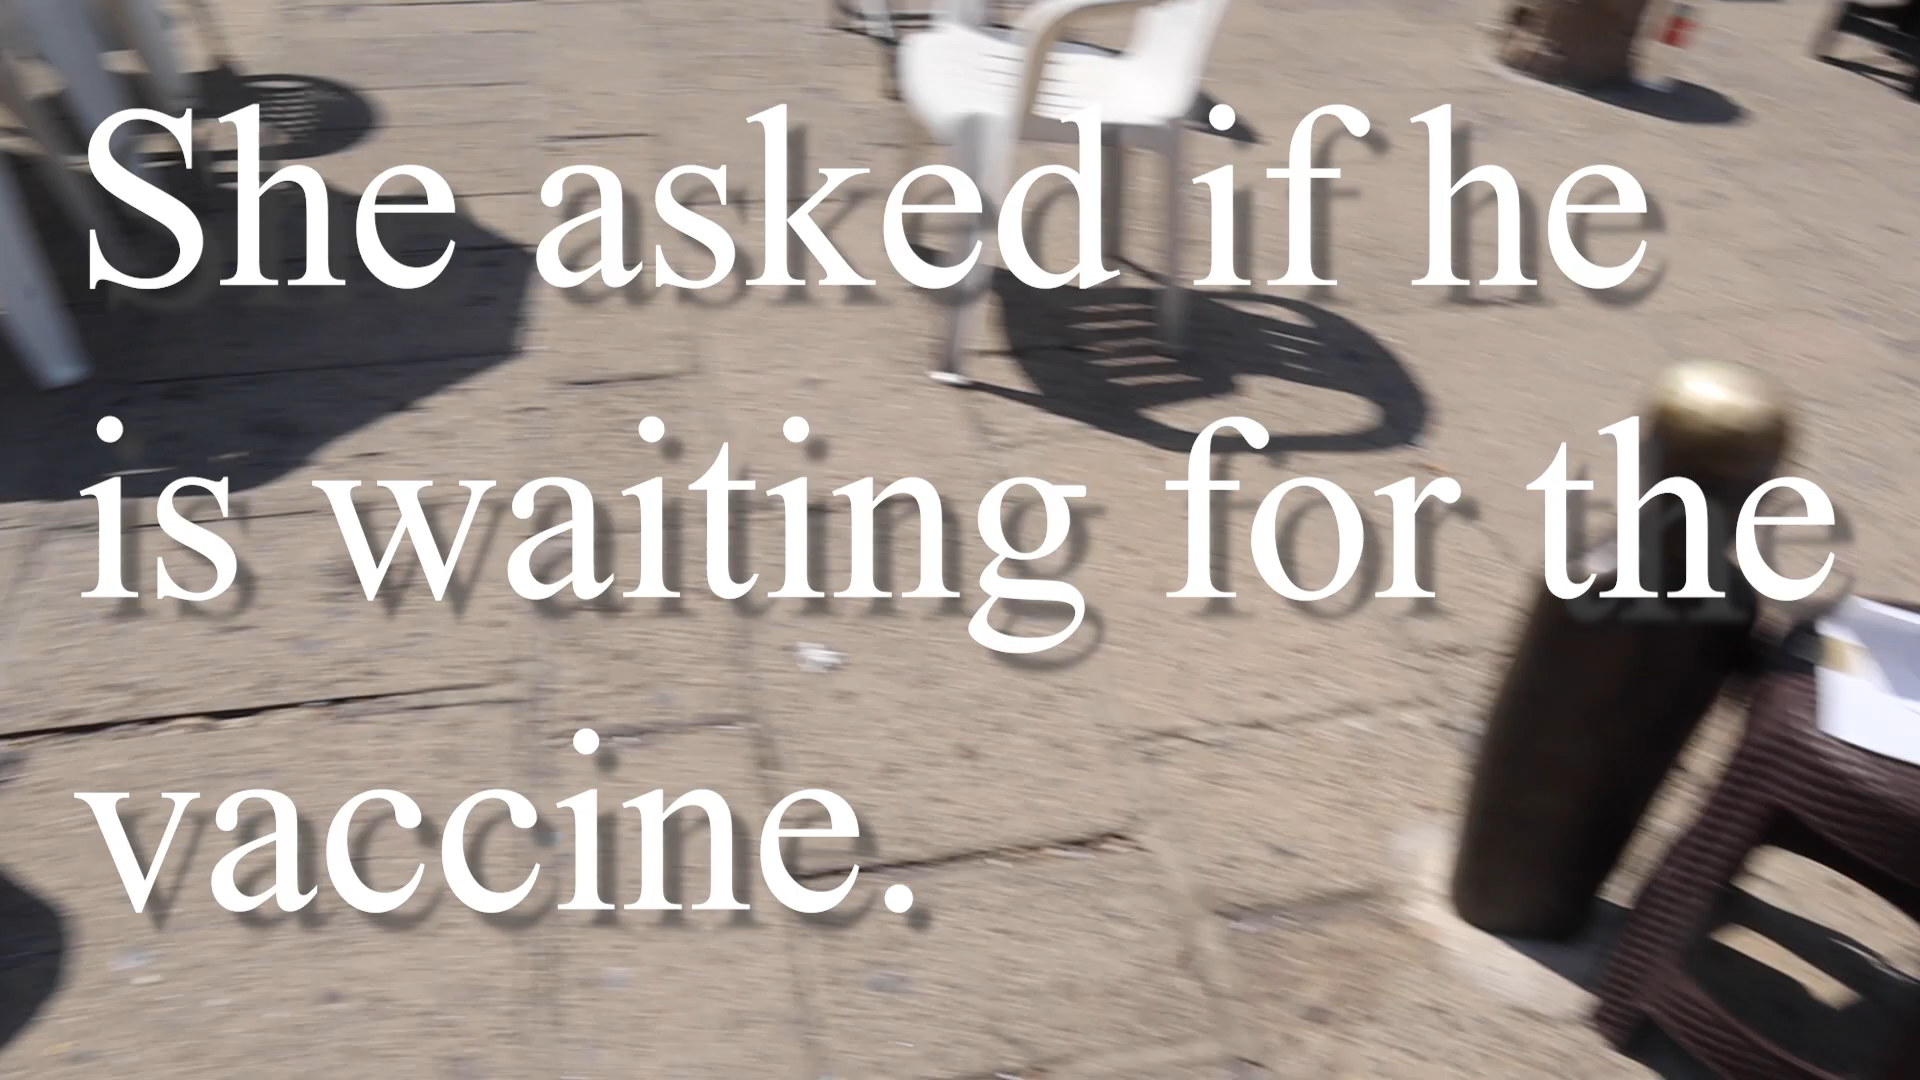 She asked if he
is waiting for the
vaccine.